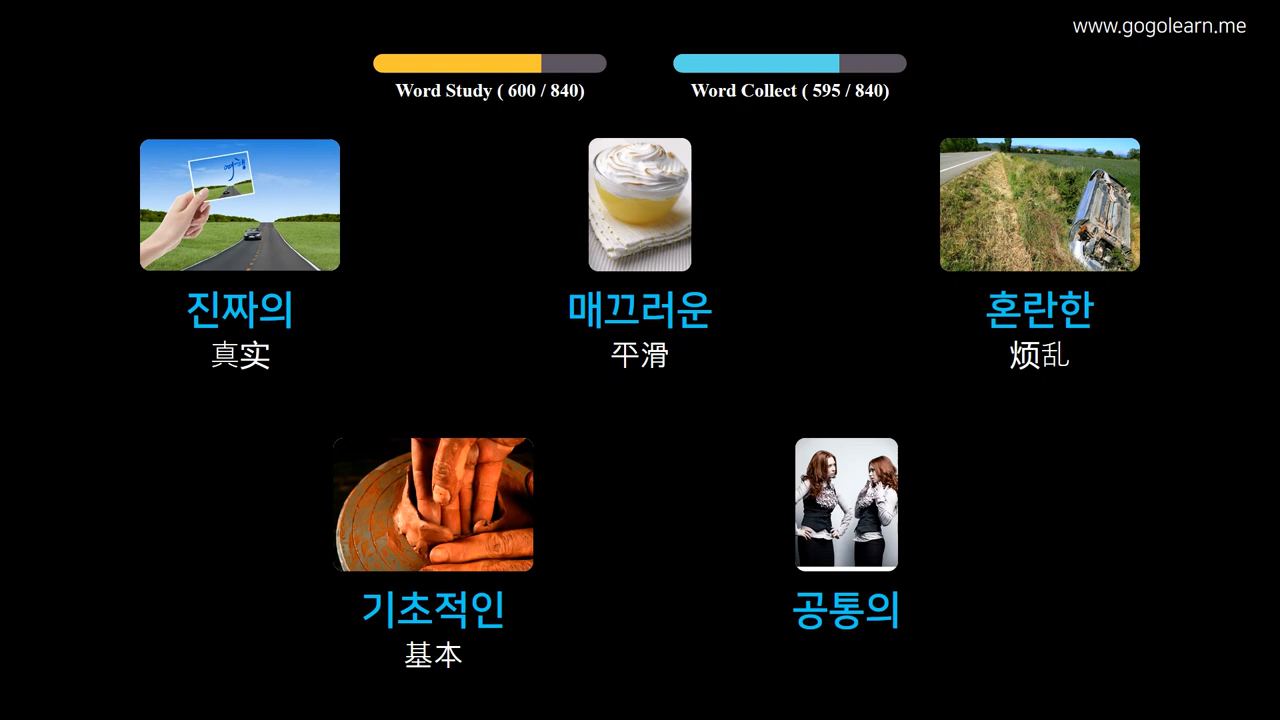 www.gogolearn.me
Word Study ( 600 / 840)
Word Collect ( 595 / 840)
진짜의
真实
매끄러운
平滑
혼란한
烦乱
기초적인
基本
공통의